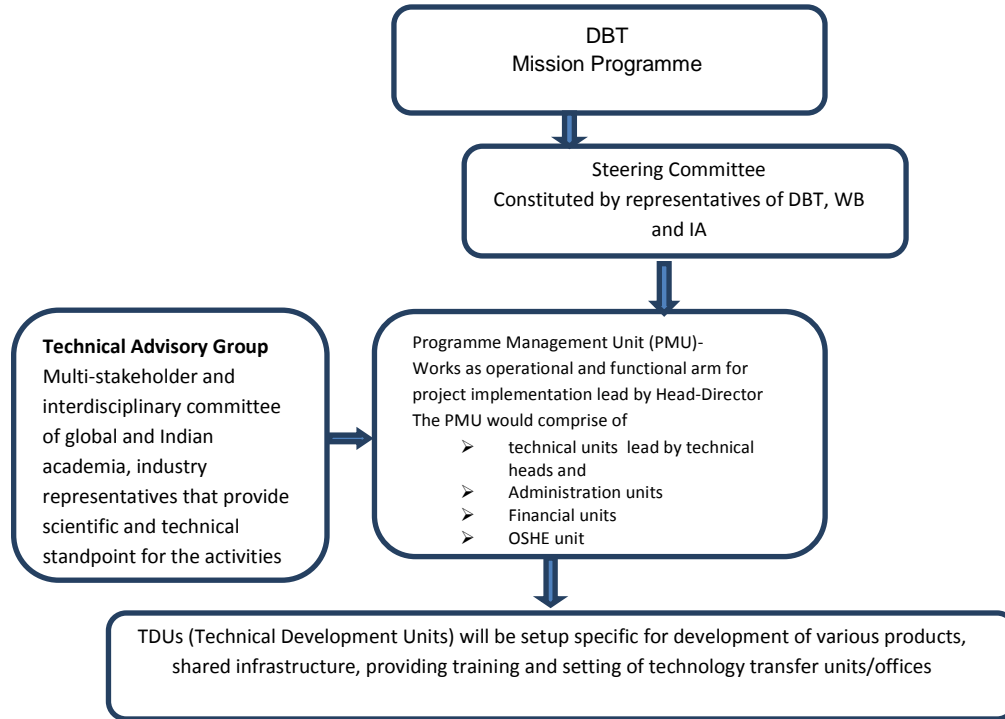 DBT
Mission Programme
Steering Committee
Constituted by representatives of DBT, WB
and IA
Technical Advisory Group
Multi-stakeholder and
interdisciplinary committee
of global and Indian
academia, industry
representatives that provide
scientific and technical
standpoint for the activities
Programme Management Unit (PMU)-
Works as operational and functional arm for
project implementation lead by Head-Director
The PMU would comprise of
➢ technical units lead by technical
heads and
➢ Administration units
➢ Financial units
➢ OSHE unit
TDUs (Technical Development Units) will be setup specific for development of various products,
shared infrastructure, providing training and setting of technology transfer units/offices